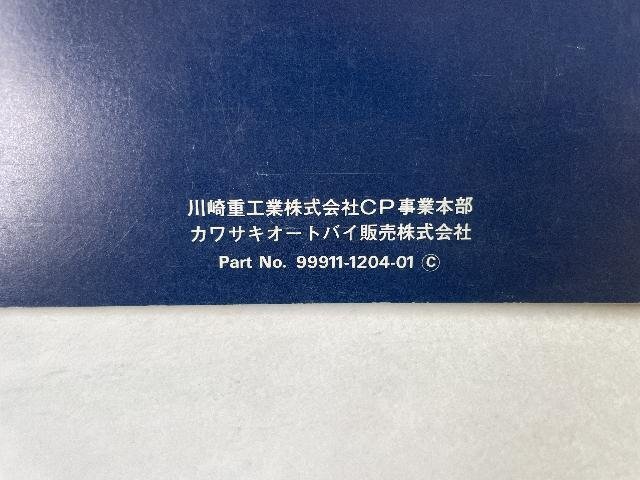 川崎重工業株式会社CP事業本部
カワサキオートバイ販売株式会社
Part No. 99911-1204-01 ©